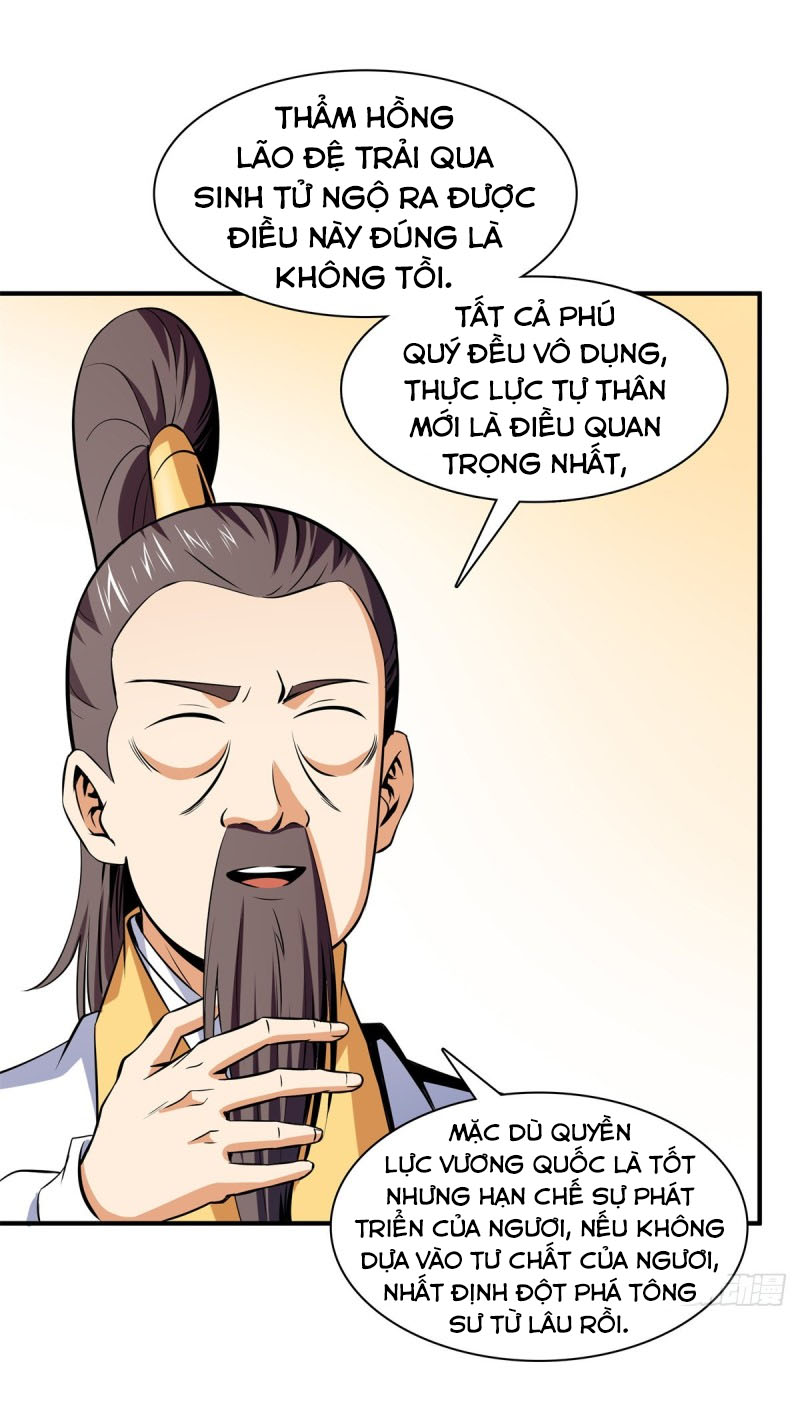 THẨM HỒNG
LÃO ĐỆ TRẢI QUA
SINH TỬ NGỘ RA ĐƯỢC
ĐIỀU NÀY ĐÚNG LÀ
KHÔNG TỒI.
TẤT CẢ PHÚ
QUÝ ĐỀU VÔ DỤNG,
THỰC LỰC TỰ THÂN
MỚI LÀ ĐIỀU QUAN
TRỌNG NHẤT,
MẶC DÙ QUYỀN
LỰC VƯƠNG QUỐC LÀ TỐT
NHƯNG HẠN CHẾ SỰ PHÁT
TRIỂN CỦA NGƯƠI, NẾU KHÔNG
DỰA VÀO TƯ CHẤT CỦA NGƯƠI,
NHẤT ĐỊNH ĐỘT PHÁ TÔNG
SƯ TỪ LÂU RỒI.
动漫